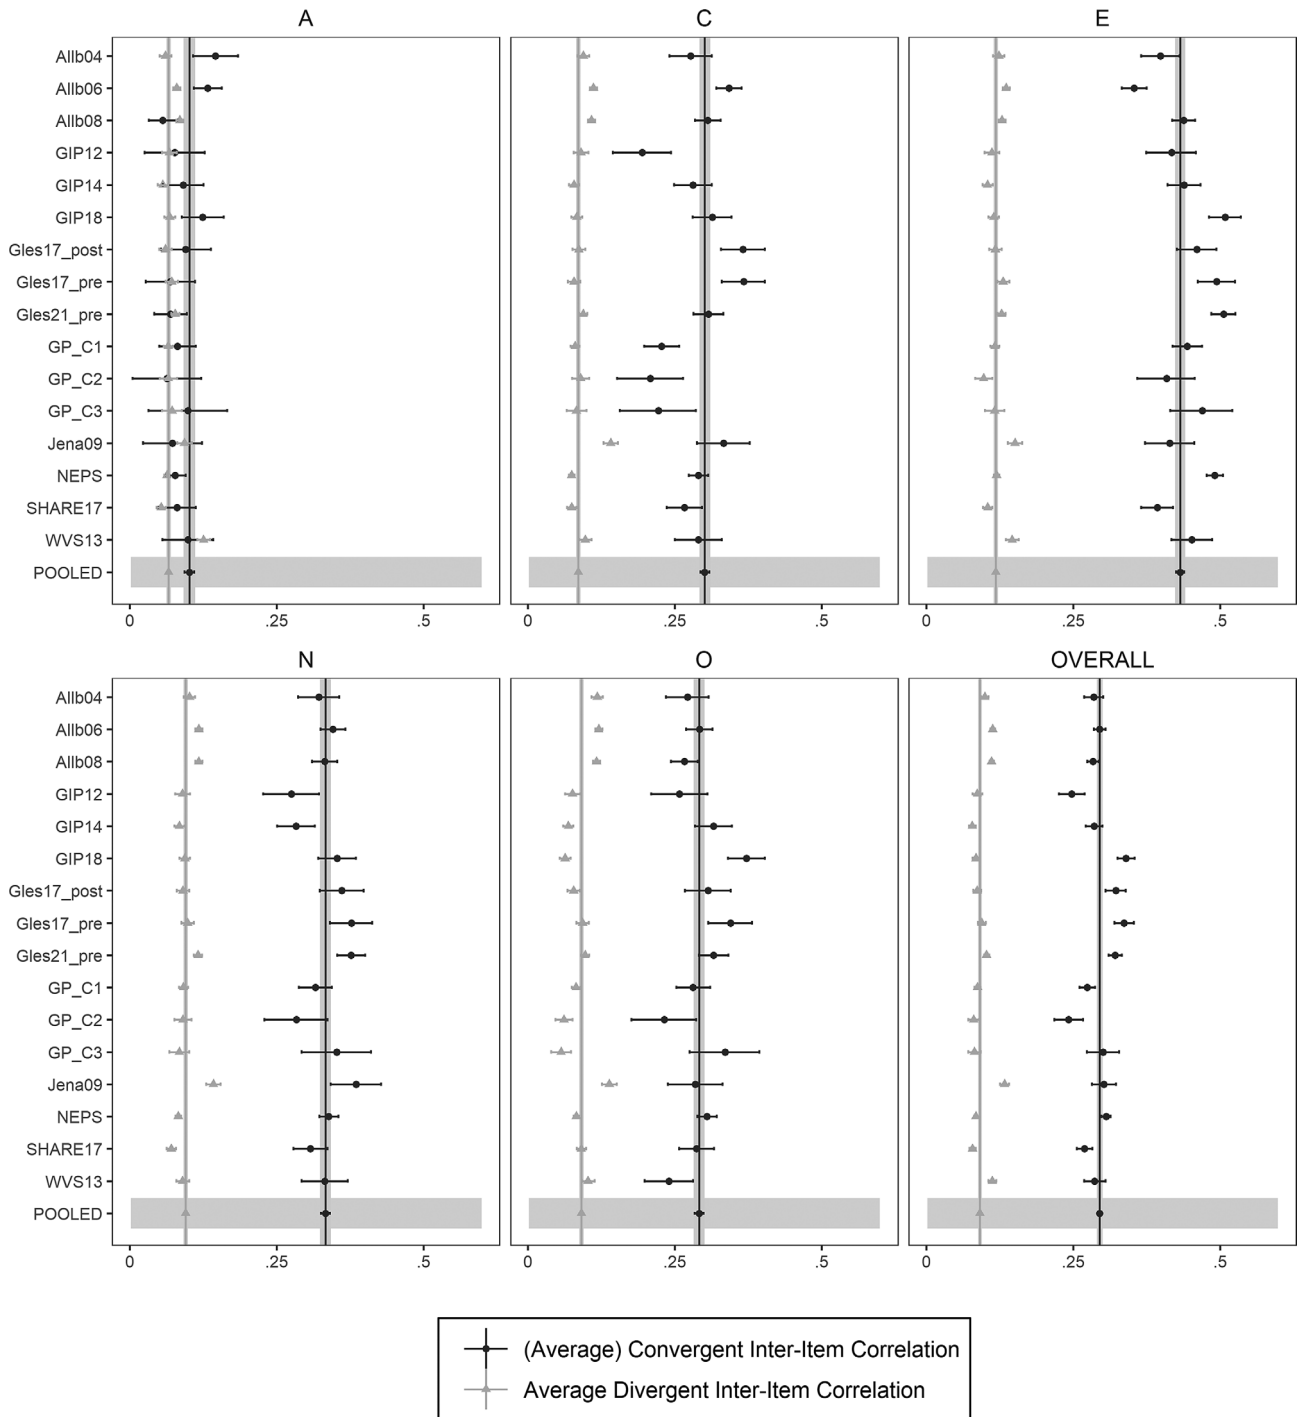 A C E
Allb04
Allb06
Allb08
GIP12
GIP14
GIP18
Gles17_post
Gles17_pre
Gles21_pre
GP_C1
GP_C2
GP_C3
Jena09
NEPS
SHARE17
WVS13
POOLED
0 .25 .5 0 .25 .5 0 .25 .5
N O OVERALL
Allb04
Allb06
Allb08
GIP12
GIP14
GIP18
Gles17_post
Gles17_pre
Gles21_pre
GP_C1
GP_C2
GP_C3
Jena09
NEPS
SHARE17
WVS13
POOLED
0 .25 .5 0 .25 .5 0 .25 .5
(Average) Convergent Inter-Item Correlation
Average Divergent Inter-Item Correlation